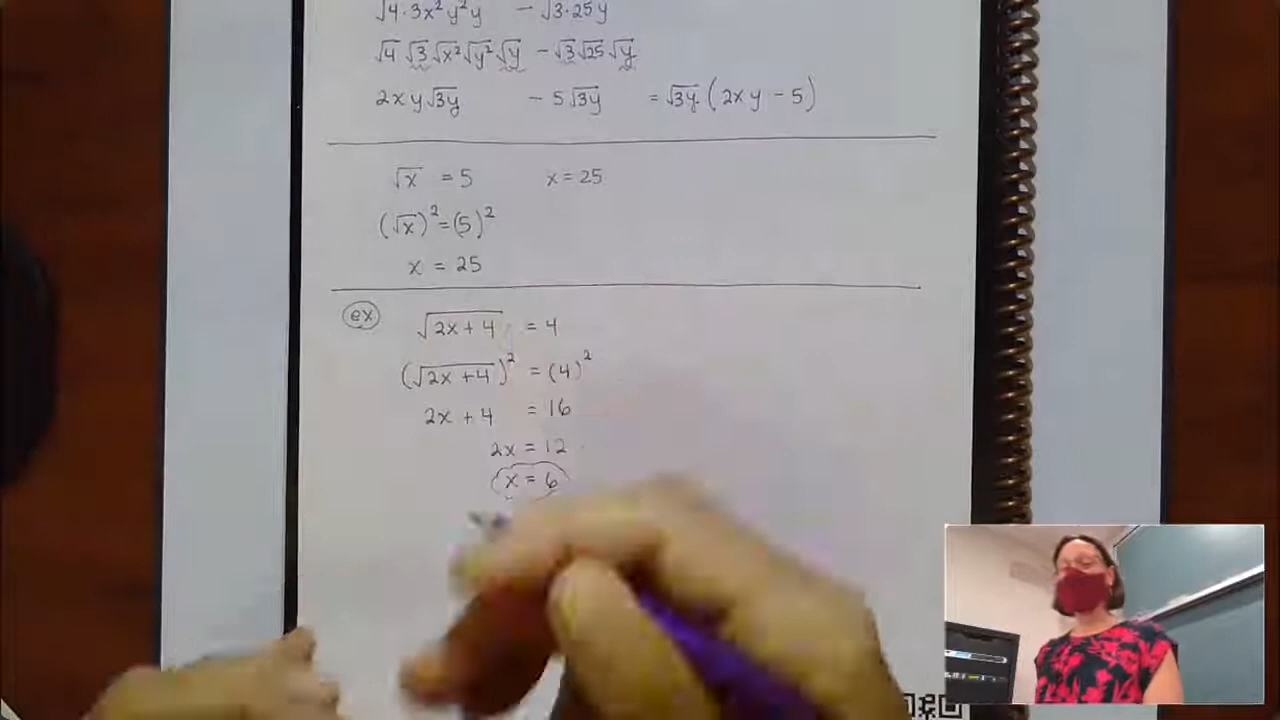 √4·3x²y²y - √3·25y
√4 √3 √x² √y² √y - √3 √25 √y
2xy√3y - 5√3y = √3y (2xy - 5)
√x = 5 x = 25
(√x)² = (5)²
x = 25
ex √2x + 4 = 4
(√2x + 4)² = (4)²
2x + 4 = 16
2x = 12
x = 6